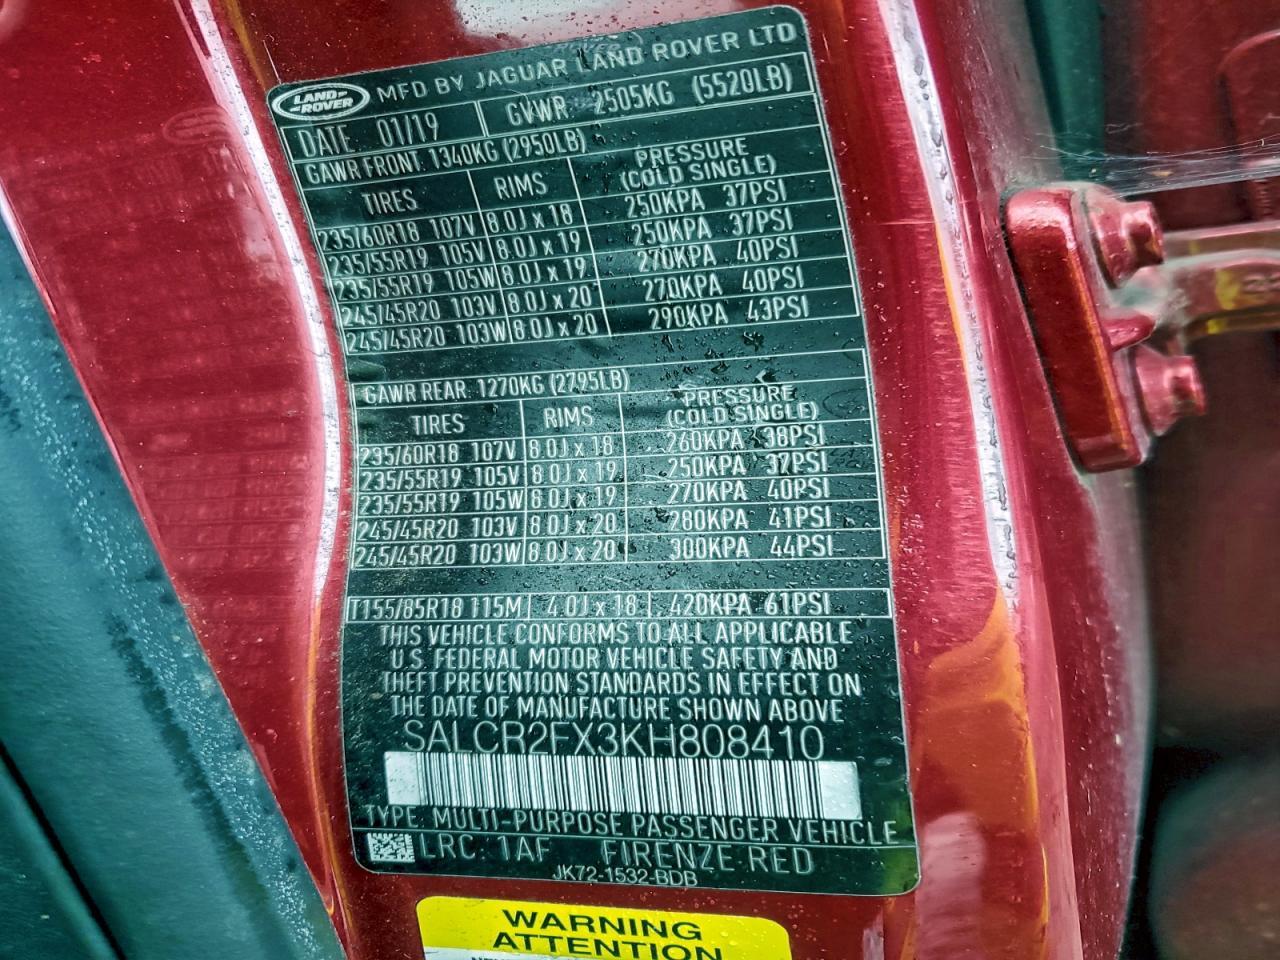 LAND ROVER MFD BY JAGUAR LAND ROVER LTD
DATE 01/19 GVWR 2505KG (5520LB)
GAWR FRONT 1340KG (2950LB)
TIRES RIMS PRESSURE (COLD SINGLE)
235/60R18 107V 8.0J x 18 250KPA 37PSI
235/55R19 105V 8.0J x 19 250KPA 37PSI
235/55R19 105W 8.0J x 19 270KPA 40PSI
245/45R20 103V 8.0J x 20 270KPA 40PSI
245/45R20 103W 8.0J x 20 290KPA 43PSI
GAWR REAR 1270KG (2795LB)
TIRES RIMS PRESSURE (COLD SINGLE)
235/60R18 107V 8.0J x 18 260KPA 38PSI
235/55R19 105V 8.0J x 19 250KPA 37PSI
235/55R19 105W 8.0J x 19 270KPA 40PSI
245/45R20 103V 8.0J x 20 280KPA 41PSI
245/45R20 103W 8.0J x 20 300KPA 44PSI
T155/85R18 115M 4.0J x 18 420KPA 61PSI
THIS VEHICLE CONFORMS TO ALL APPLICABLE
U.S. FEDERAL MOTOR VEHICLE SAFETY AND
THEFT PREVENTION STANDARDS IN EFFECT ON
THE DATE OF MANUFACTURE SHOWN ABOVE
SALCR2FX3KH808410
TYPE MULTI-PURPOSE PASSENGER VEHICLE
LRC 1AF FIRENZE RED
JK72-1532-BDB
WARNING
ATTENTION